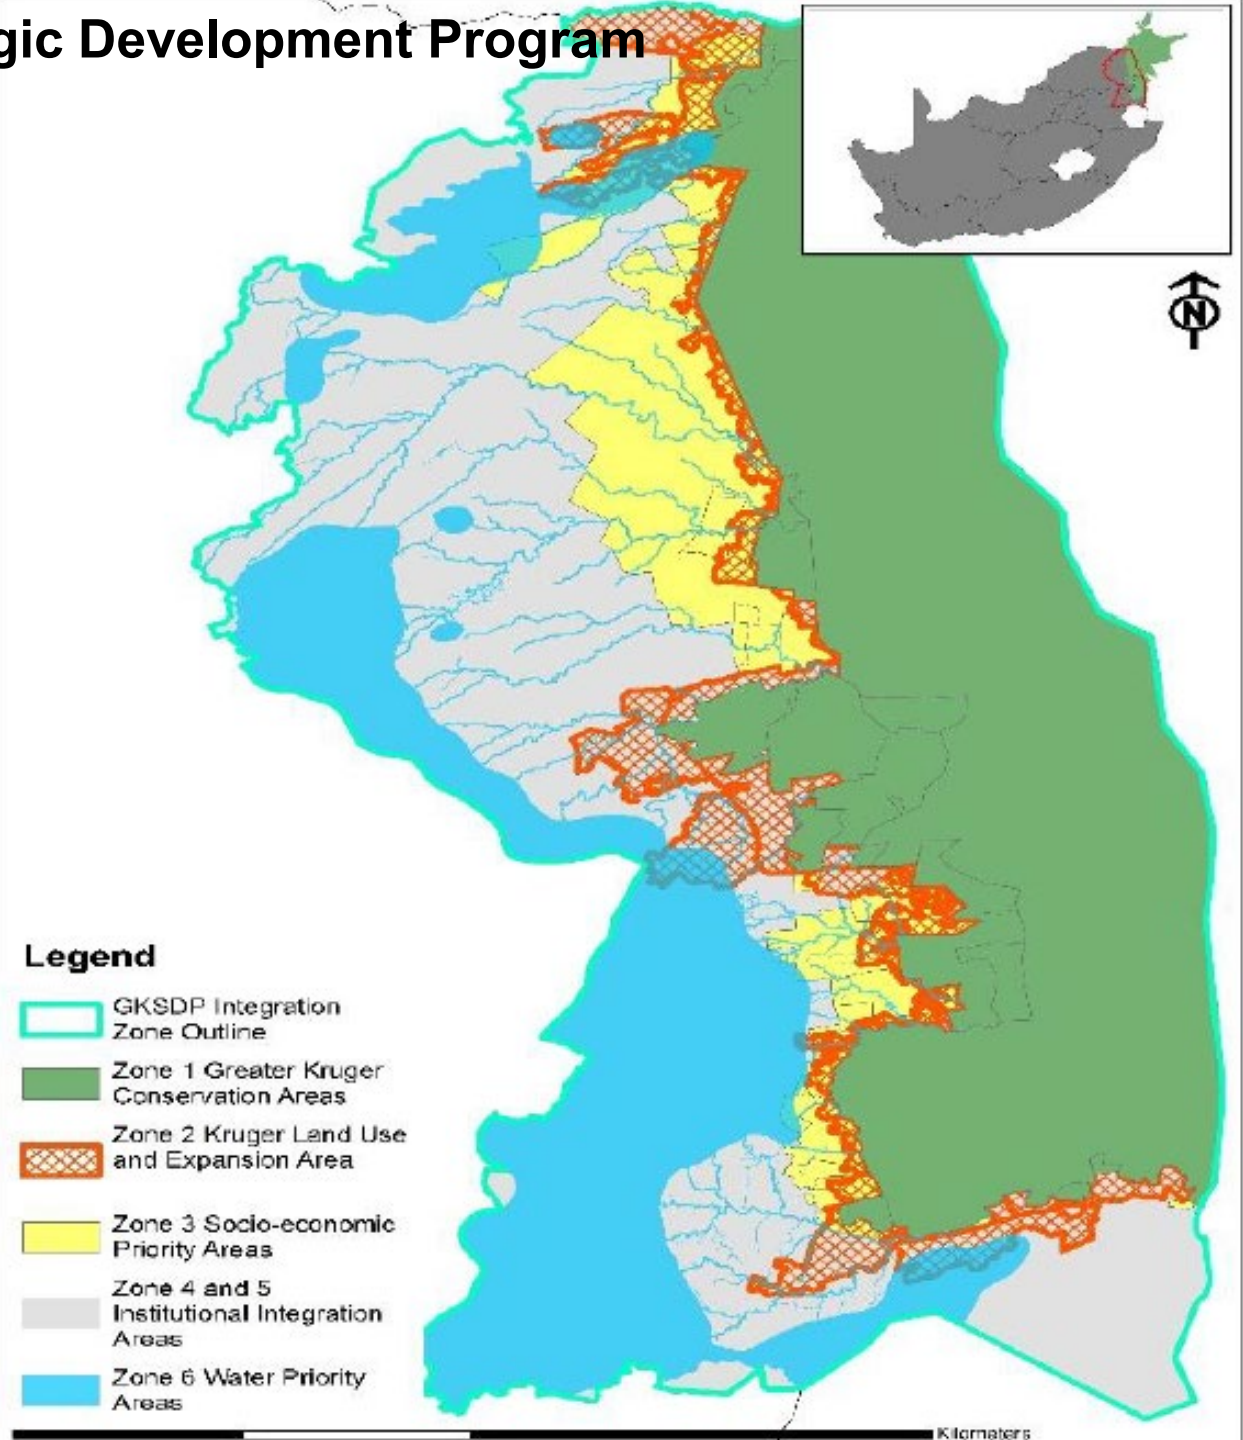 gic Development Program
N
Legend
GKSDP Integration
Zone Outline
Zone 1 Greater Kruger
Conservation Areas
Zone 2 Kruger Land Use
and Expansion Area
Zone 3 Socio-economic
Priority Areas
Zone 4 and 5
Institutional Integration
Areas
Zone 6 Water Priority
Areas
Kilometers